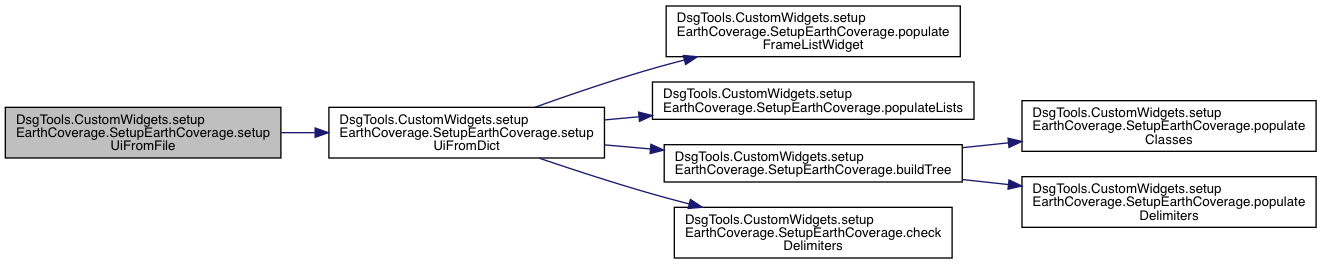 DsgTools.CustomWidgets.setup
EarthCoverage.SetupEarthCoverage.setup
UiFromFile
DsgTools.CustomWidgets.setup
EarthCoverage.SetupEarthCoverage.setup
UiFromDict
DsgTools.CustomWidgets.setup
EarthCoverage.SetupEarthCoverage.populate
FrameListWidget
DsgTools.CustomWidgets.setup
EarthCoverage.SetupEarthCoverage.populateLists
DsgTools.CustomWidgets.setup
EarthCoverage.SetupEarthCoverage.buildTree
DsgTools.CustomWidgets.setup
EarthCoverage.SetupEarthCoverage.check
Delimiters
DsgTools.CustomWidgets.setup
EarthCoverage.SetupEarthCoverage.populate
Classes
DsgTools.CustomWidgets.setup
EarthCoverage.SetupEarthCoverage.populate
Delimiters